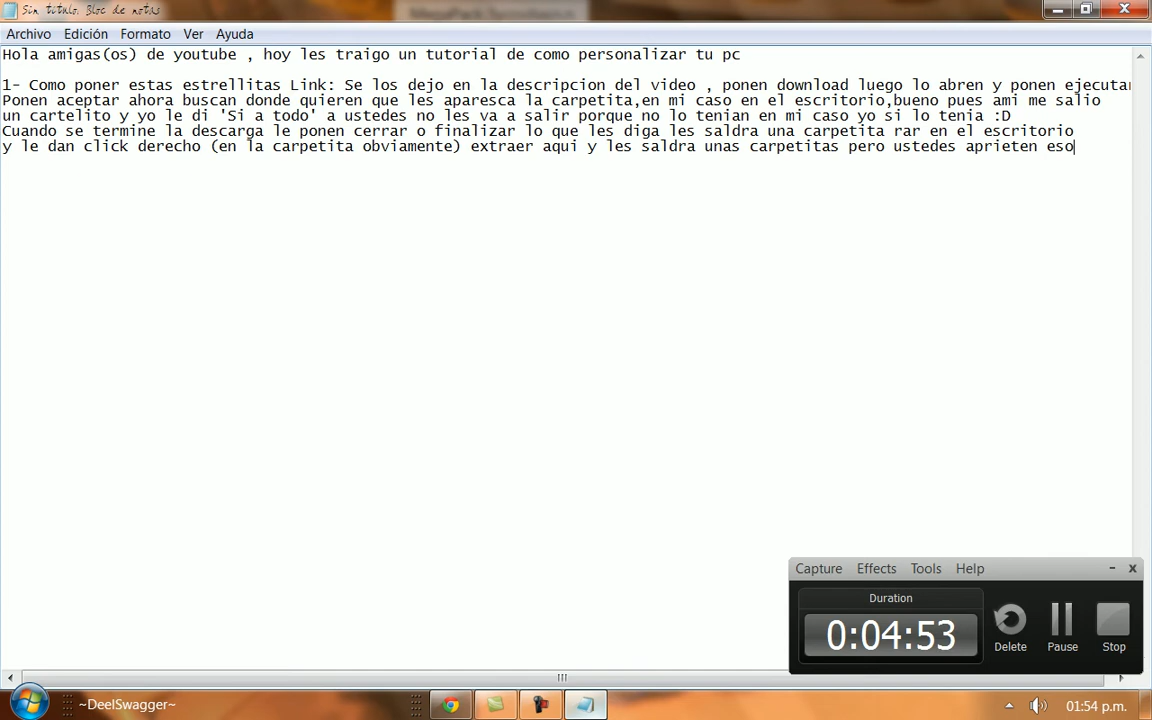 Sin título: Bloc de notas
Archivo Edición Formato Ver Ayuda
Hola amigas(os) de youtube , hoy les traigo un tutorial de como personalizar tu pc
1- Como poner estas estrellitas Link: Se los dejo en la descripcion del video , ponen download luego lo abren y ponen ejecutar
Ponen aceptar ahora buscan donde quieren que les aparesca la carpetita,en mi caso en el escritorio,bueno pues ami me salio
un cartelito y yo le di 'Si a todo' a ustedes no les va a salir porque no lo tenian en mi caso yo si lo tenia :D
Cuando se termine la descarga le ponen cerrar o finalizar lo que les diga les saldra una carpetita rar en el escritorio
y le dan click derecho (en la carpetita obviamente) extraer aqui y les saldra unas carpetitas pero ustedes aprieten eso
Capture Effects Tools Help
Duration
0:04:53
Delete Pause Stop
~DeelSwagger~
01:54 p.m.